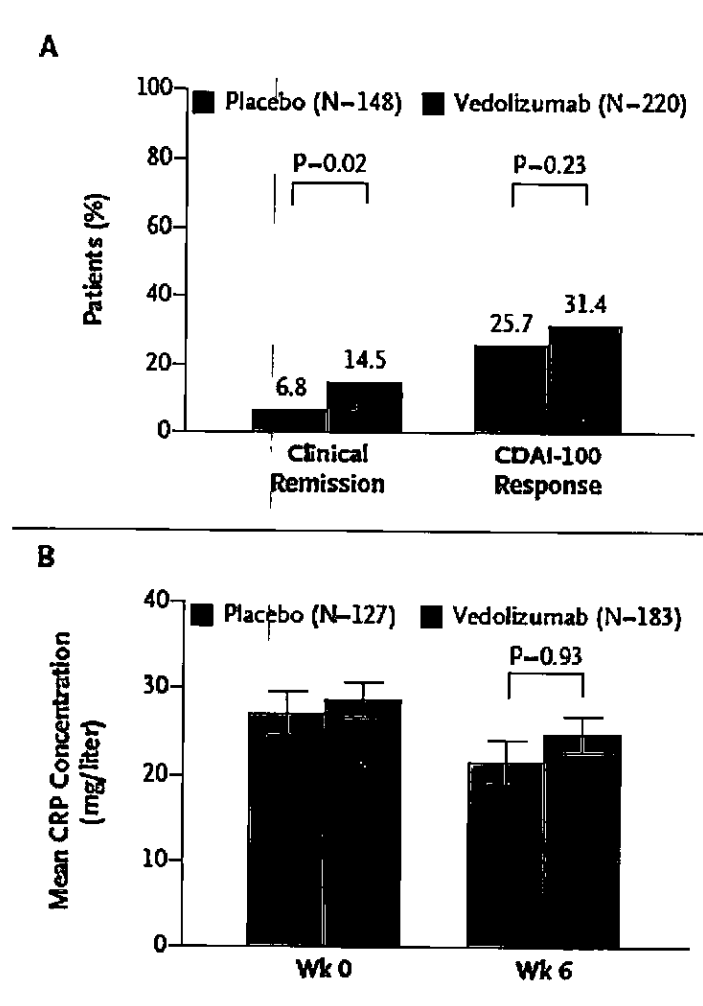 A
100
Placebo (N–148) Vedolizumab (N–220)
80
P–0.02 P–0.23
60
Patients (%)
40
31.4
25.7
20
14.5
6.8
0
Clinical CDAI-100
Remission Response
B
40
Placebo (N–127) Vedolizumab (N–183)
P–0.93
30
Mean CRP Concentration
(mg/liter)
20
10
0
Wk 0 Wk 6